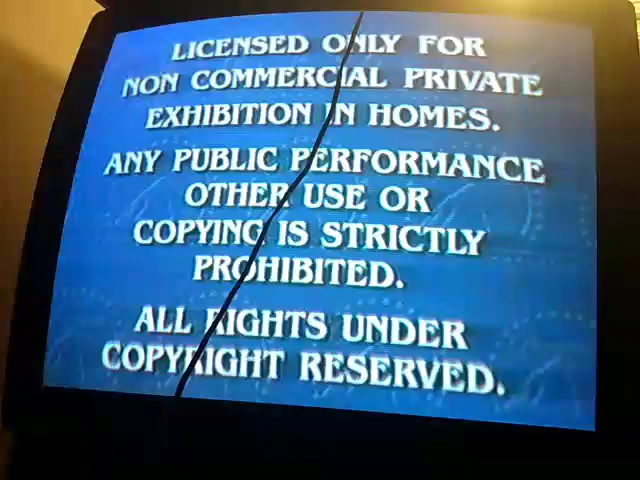 LICENSED ONLY FOR
NON COMMERCIAL PRIVATE
EXHIBITION IN HOMES.
ANY PUBLIC PERFORMANCE
OTHER USE OR
COPYING IS STRICTLY
PROHIBITED.
ALL RIGHTS UNDER
COPYRIGHT RESERVED.